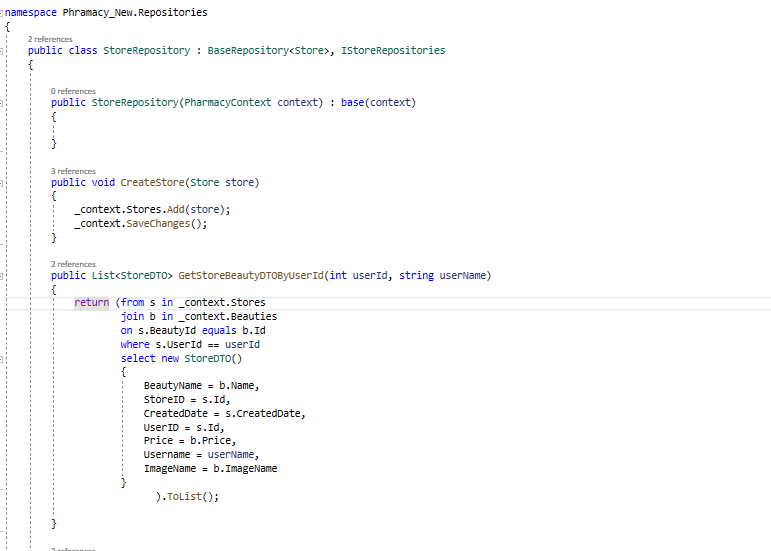 namespace Phramacy_New.Repositories
{
2 references
public class StoreRepository : BaseRepository<Store>, IStoreRepositories
{
0 references
public StoreRepository(PharmacyContext context) : base(context)
{
}
3 references
public void CreateStore(Store store)
{
_context.Stores.Add(store);
_context.SaveChanges();
}
2 references
public List<StoreDTO> GetStoreBeautyDTOByUserId(int userId, string userName)
{
return (from s in _context.Stores
join b in _context.Beauties
on s.BeautyId equals b.Id
where s.UserId == userId
select new StoreDTO()
{
BeautyName = b.Name,
StoreID = s.Id,
CreatedDate = s.CreatedDate,
UserID = s.Id,
Price = b.Price,
Username = userName,
ImageName = b.ImageName
}
).ToList();
}